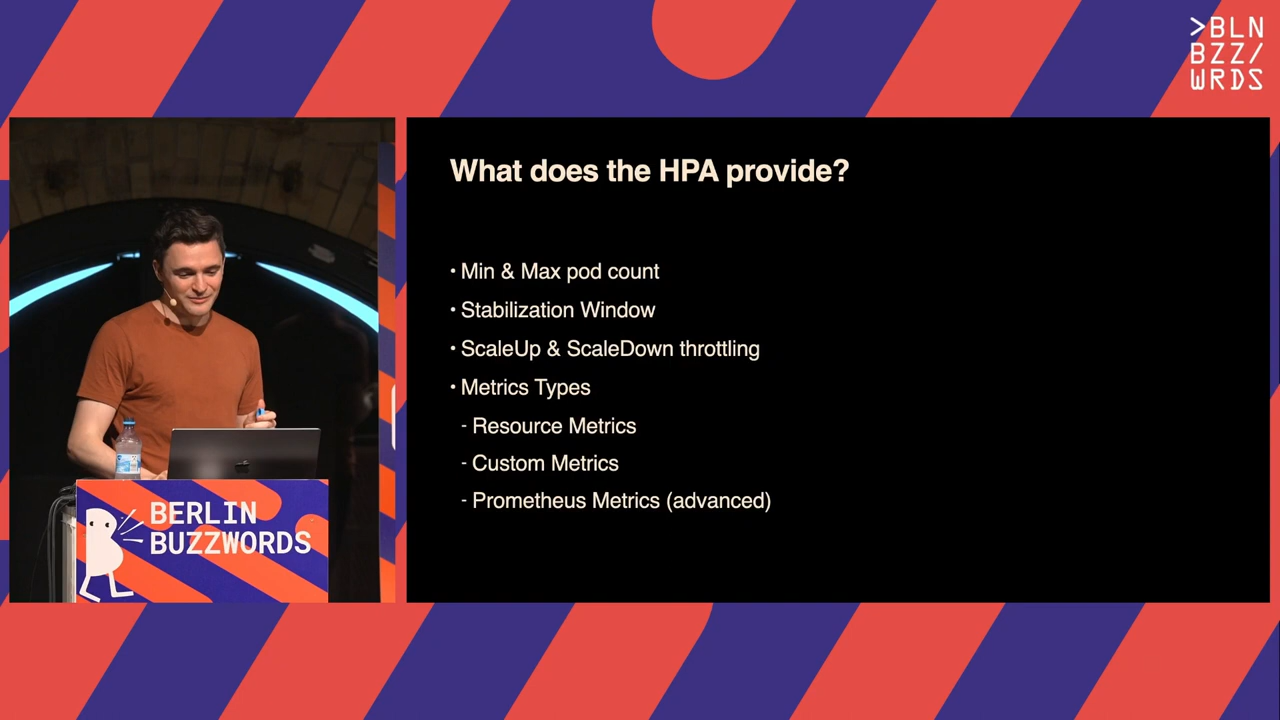 >BLN
BZZ/
WRDS
What does the HPA provide?
• Min & Max pod count
• Stabilization Window
• ScaleUp & ScaleDown throttling
• Metrics Types
- Resource Metrics
- Custom Metrics
- Prometheus Metrics (advanced)
BERLIN
BUZZWORDS